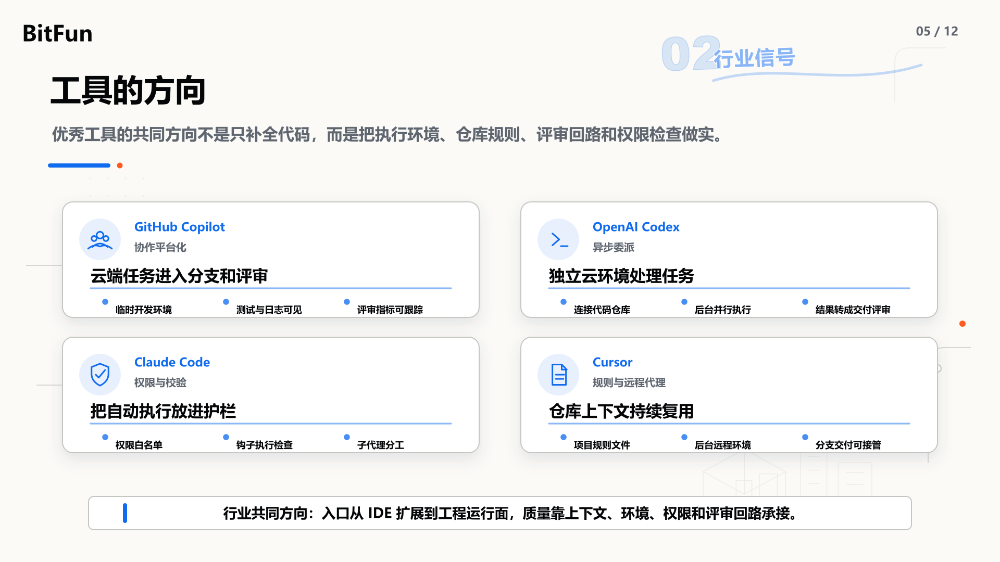 BitFun
05 / 12
02 行业信号
工具的方向
优秀工具的共同方向不是只补全代码，而是把执行环境、仓库规则、评审回路和权限检查做实。
GitHub Copilot
协作平台化
云端任务进入分支和评审
临时开发环境
测试与日志可见
评审指标可跟踪
OpenAI Codex
异步委派
独立云环境处理任务
连接代码仓库
后台并行执行
结果转成交付评审
Claude Code
权限与校验
把自动执行放进护栏
权限白名单
钩子执行检查
子代理分工
Cursor
规则与远程代理
仓库上下文持续复用
项目规则文件
后台远程环境
分支交付可接管
行业共同方向：入口从 IDE 扩展到工程运行面，质量靠上下文、环境、权限和评审回路承接。